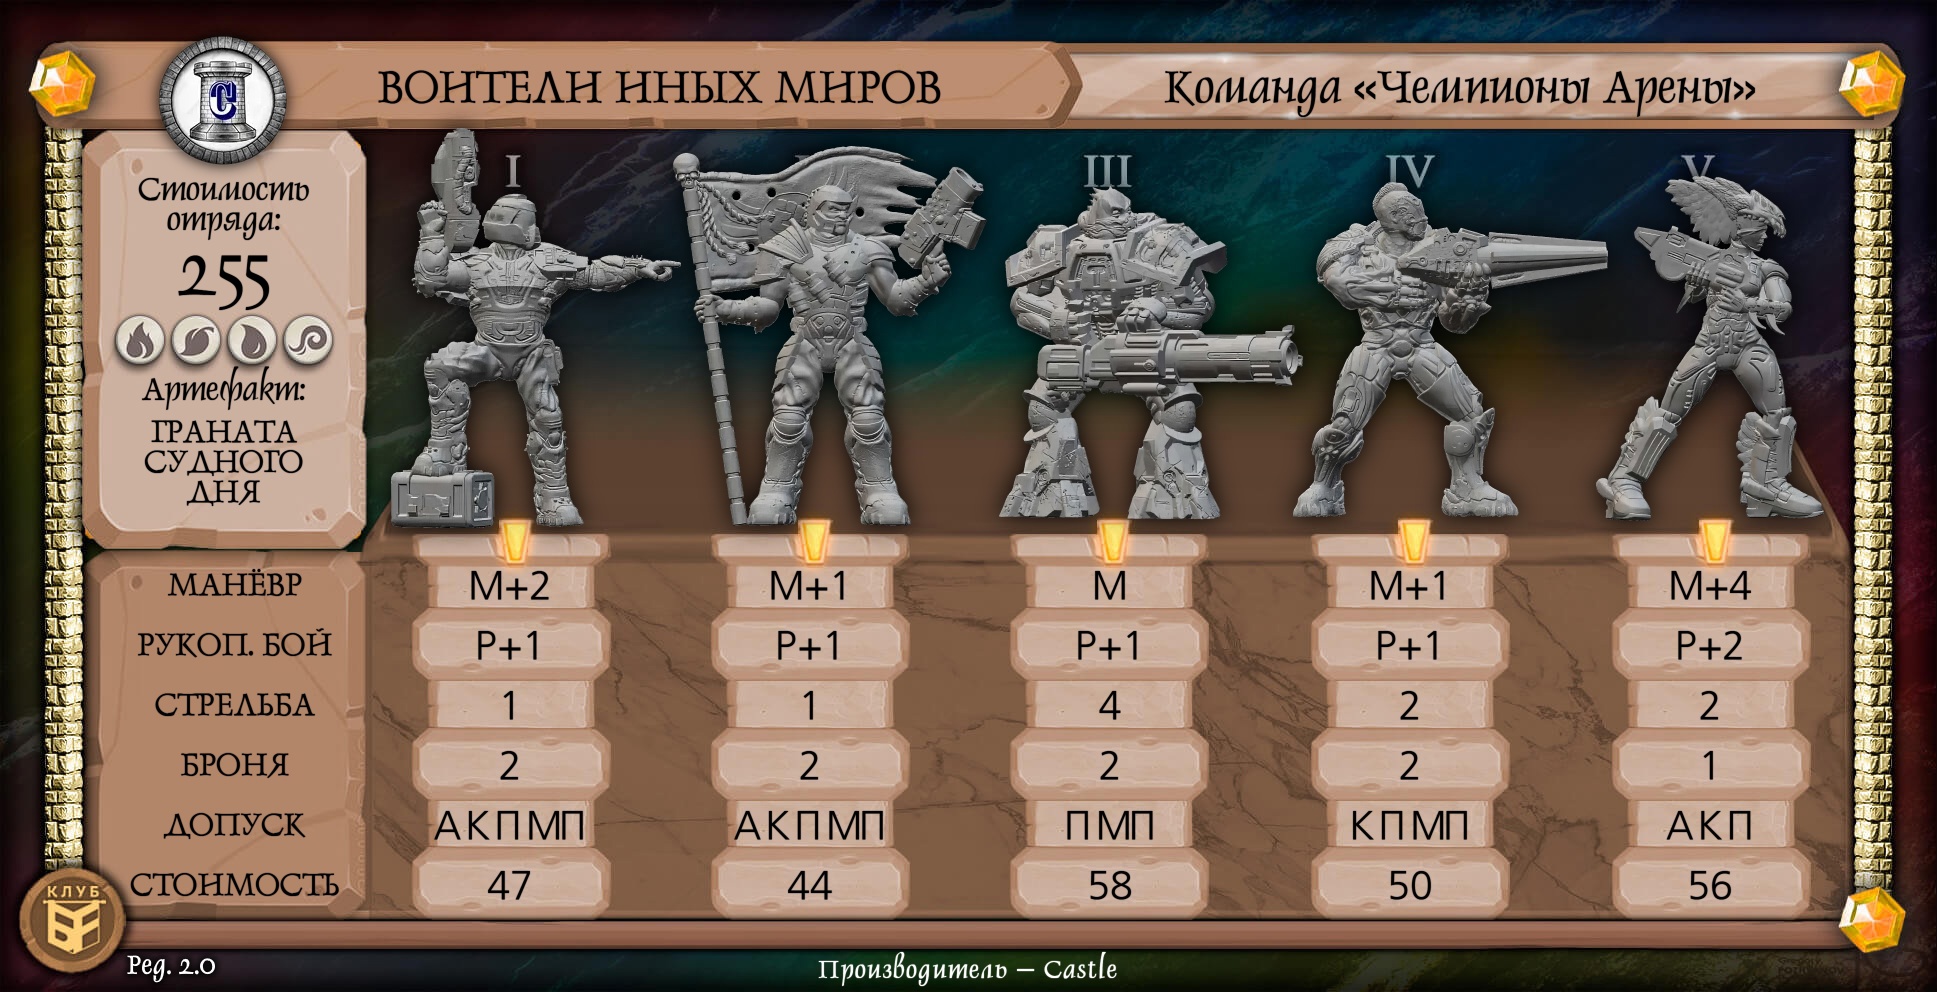 ВОИТЕЛИ ИНЫХ МИРОВ
Команда «Чемпионы Арены»
С
Стоимость
отряда:
255
Артефакт:
ГРАНАТА
СУДНОГО
ДНЯ
I
III
IV
V
МАНЁВР M+2 M+1 M M+1 M+4
РУКОП. БОЙ P+1 P+1 P+1 P+1 P+2
СТРЕЛЬБА 1 1 4 2 2
БРОНЯ 2 2 2 2 1
ДОПУСК АКПМП АКПМП ПМП КПМП АКП
СТОИМОСТЬ 47 44 58 50 56
КЛУБ
Ред. 2.0
Производитель – Castle